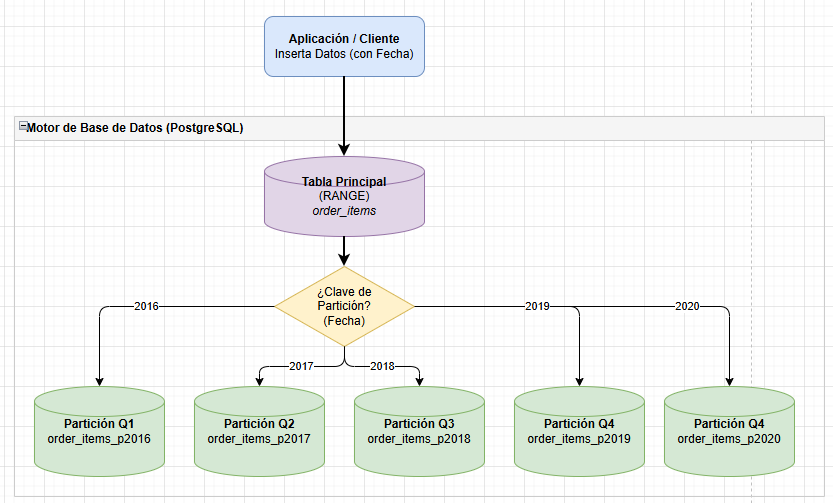 Aplicación / Cliente
Inserta Datos (con Fecha)
Motor de Base de Datos (PostgreSQL)
Tabla Principal
(RANGE)
order_items
¿Clave de
Partición?
(Fecha)
2016
2019
2020
2017
2018
Partición Q1
order_items_p2016
Partición Q2
order_items_p2017
Partición Q3
order_items_p2018
Partición Q4
order_items_p2019
Partición Q4
order_items_p2020